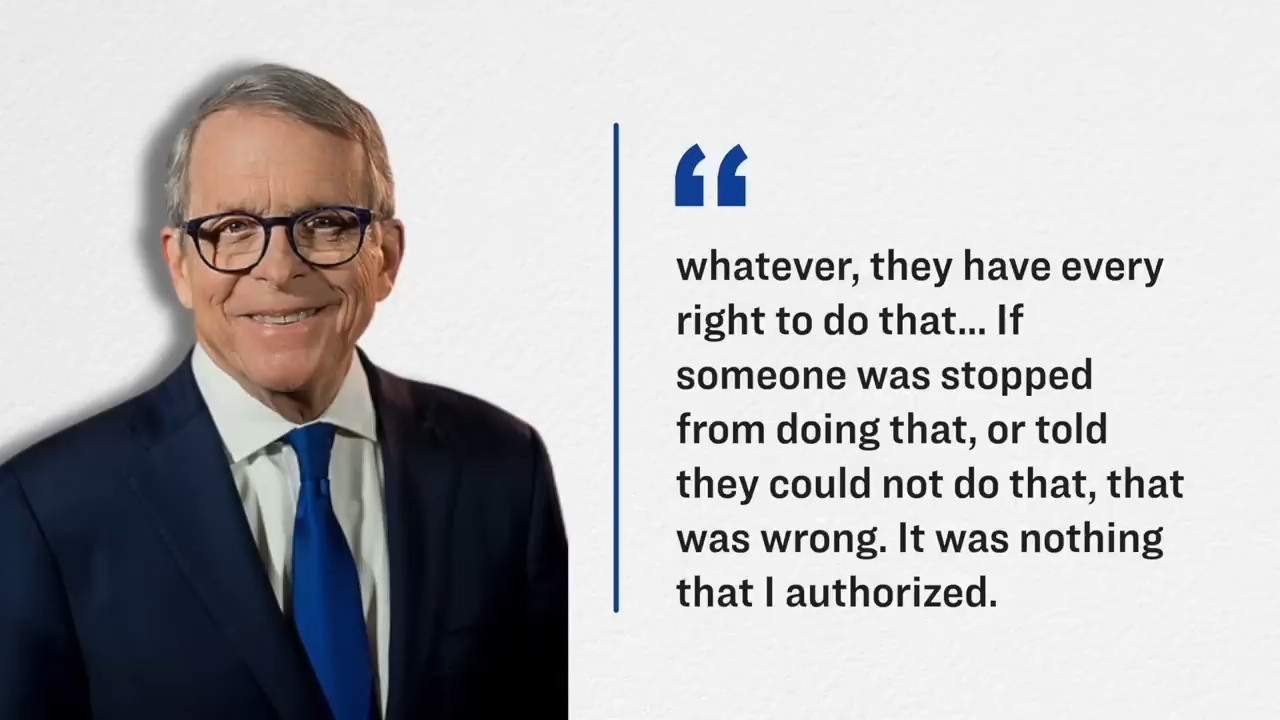 “
whatever, they have every
right to do that... If
someone was stopped
from doing that, or told
they could not do that, that
was wrong. It was nothing
that I authorized.